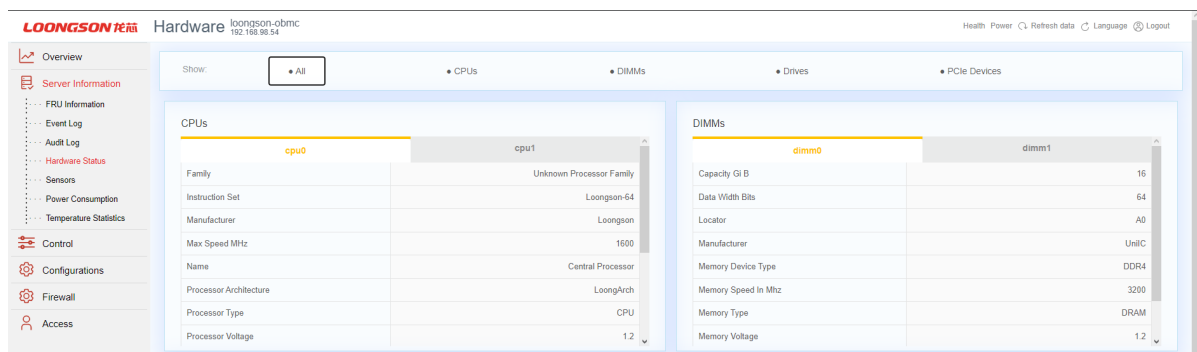 LOONGSON龙芯 Hardware loongson-obmc
192.168.98.54
Health Power Refresh data Language Logout
Overview
Server Information
FRU Information
Event Log
Audit Log
Hardware Status
Sensors
Power Consumption
Temperature Statistics
Control
Configurations
Firewall
Access
Show: ● All ● CPUs ● DIMMs ● Drives ● PCIe Devices
CPUs
cpu0 cpu1
Family Unknown Processor Family
Instruction Set Loongson-64
Manufacturer Loongson
Max Speed MHz 1600
Name Central Processor
Processor Architecture LoongArch
Processor Type CPU
Processor Voltage 1.2
DIMMs
dimm0 dimm1
Capacity Gi B 16
Data Width Bits 64
Locator A0
Manufacturer UnilC
Memory Device Type DDR4
Memory Speed In Mhz 3200
Memory Type DRAM
Memory Voltage 1.2